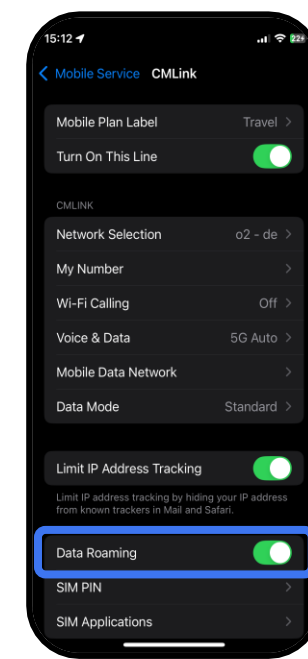 15:12
Mobile Service CMLink
Mobile Plan Label Travel
Turn On This Line
CMLINK
Network Selection o2 - de
My Number
Wi-Fi Calling Off
Voice & Data 5G Auto
Mobile Data Network
Data Mode Standard
Limit IP Address Tracking
Limit IP address tracking by hiding your IP address
from known trackers in Mail and Safari.
Data Roaming
SIM PIN
SIM Applications